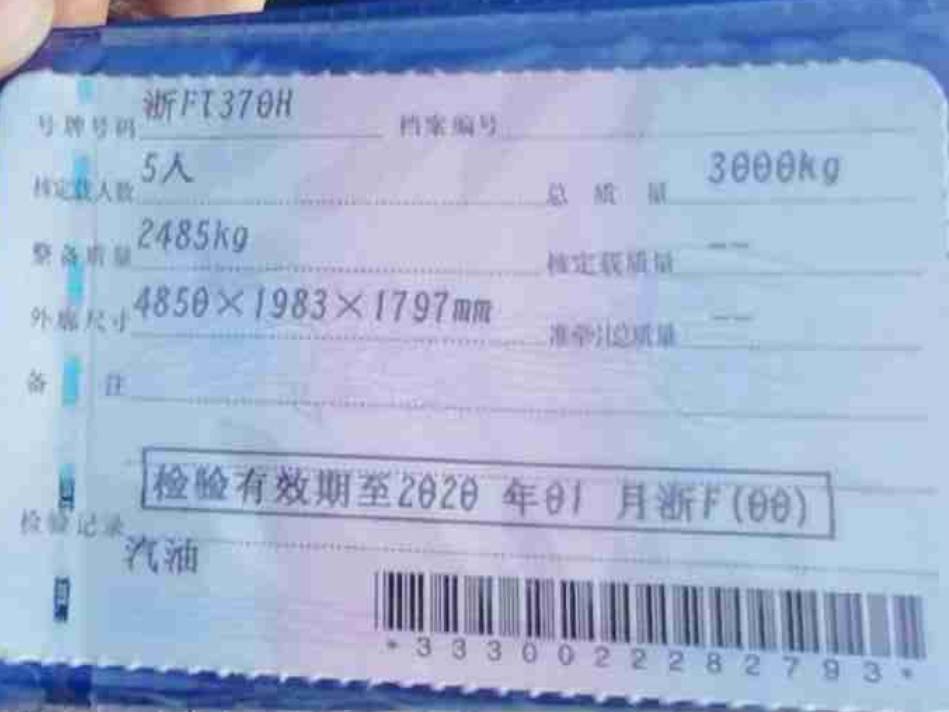 号牌号码 浙FT370H 档案编号
核定载人数 5人 总质量 3000kg
整备质量 2485kg 核定载质量 --
外廓尺寸 4850×1983×1797mm 准牵引总质量 --
备注
检验有效期至2020 年01 月浙F(00)
检验记录
汽油
*3330022282793*